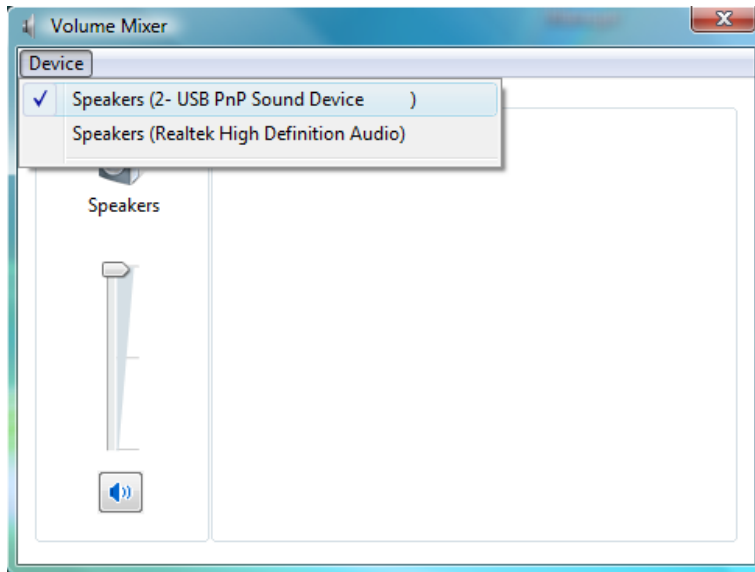 Volume Mixer
Device
Speakers (2- USB PnP Sound Device       )
Speakers (Realtek High Definition Audio)
Speakers